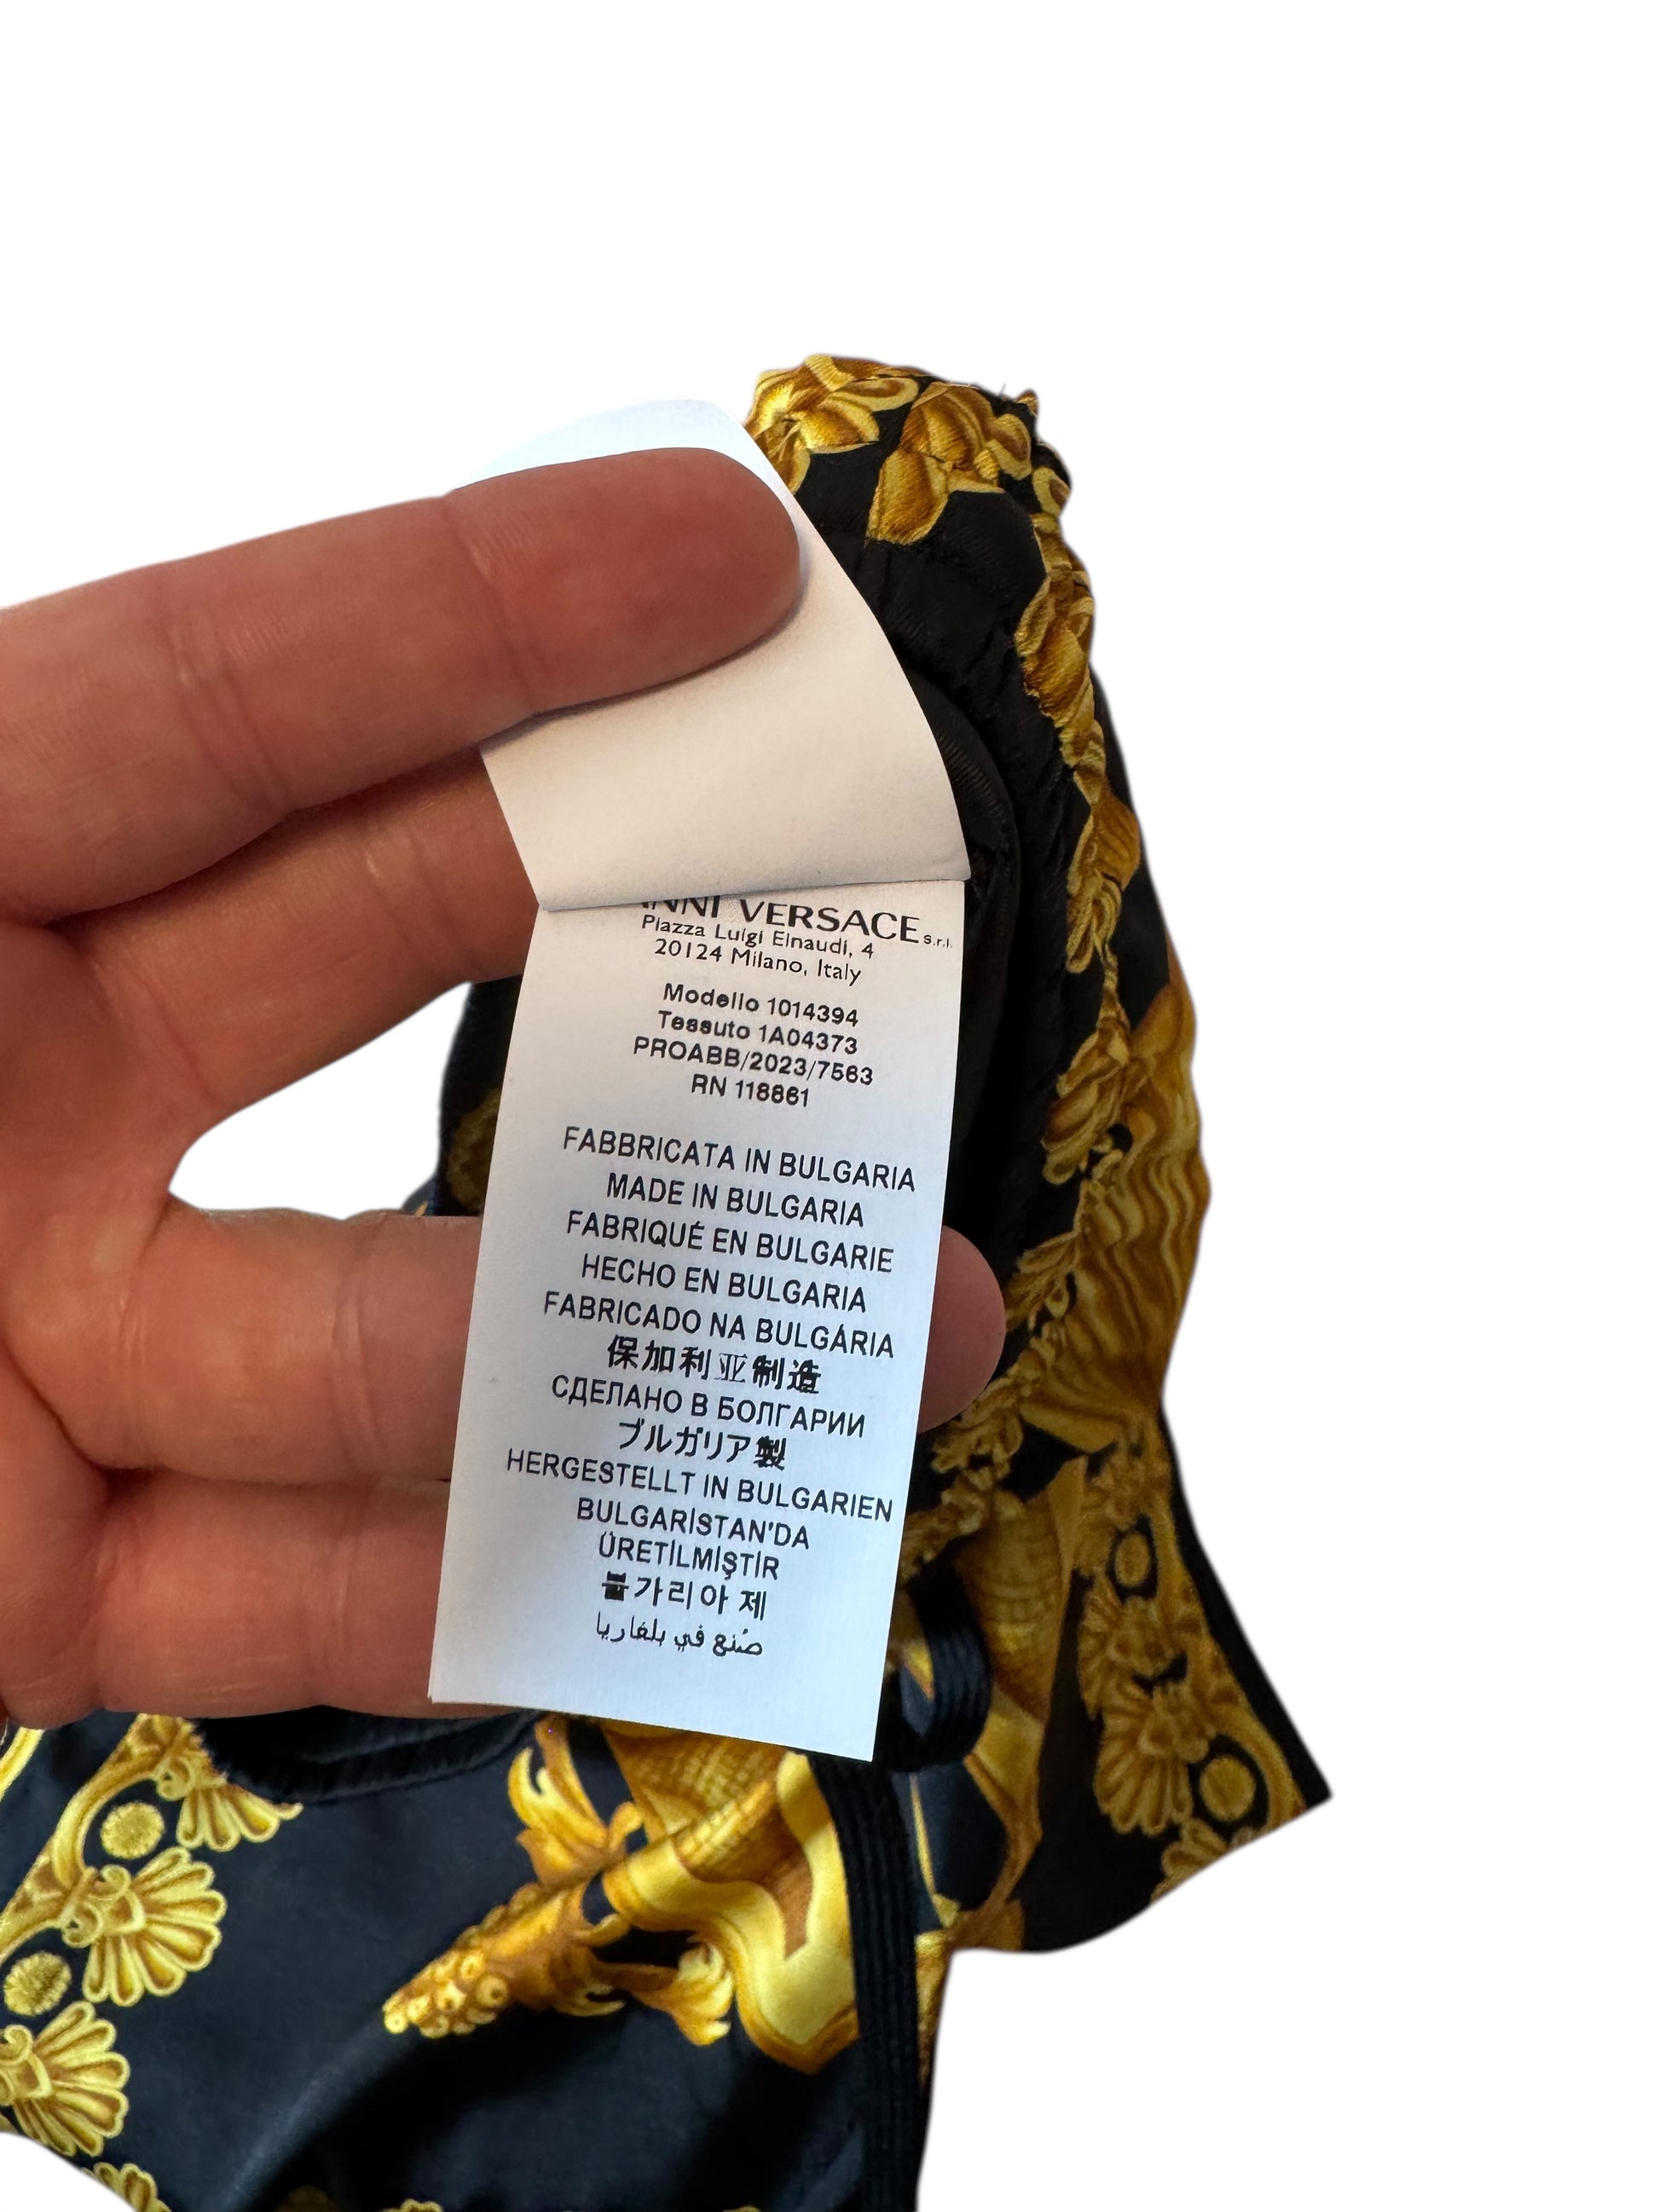 VERSACE s.r.l.
Piazza Luigi Einaudi, 4
20124 Milano, Italy
Modello 1014394
Tessuto 1A04373
PROABB/2023/7563
RN 118861
FABBRICATA IN BULGARIA
MADE IN BULGARIA
FABRIQUÉ EN BULGARIE
HECHO EN BULGARIA
FABRICADO NA BULGÁRIA
保加利亚制造
СДЕЛАНО В БОЛГАРИИ
ブルガリア製
HERGESTELLT IN BULGARIEN
BULGARİSTAN'DA
ÜRETİLMİŞTİR
불가리아 제
صُنع في بلغاريا